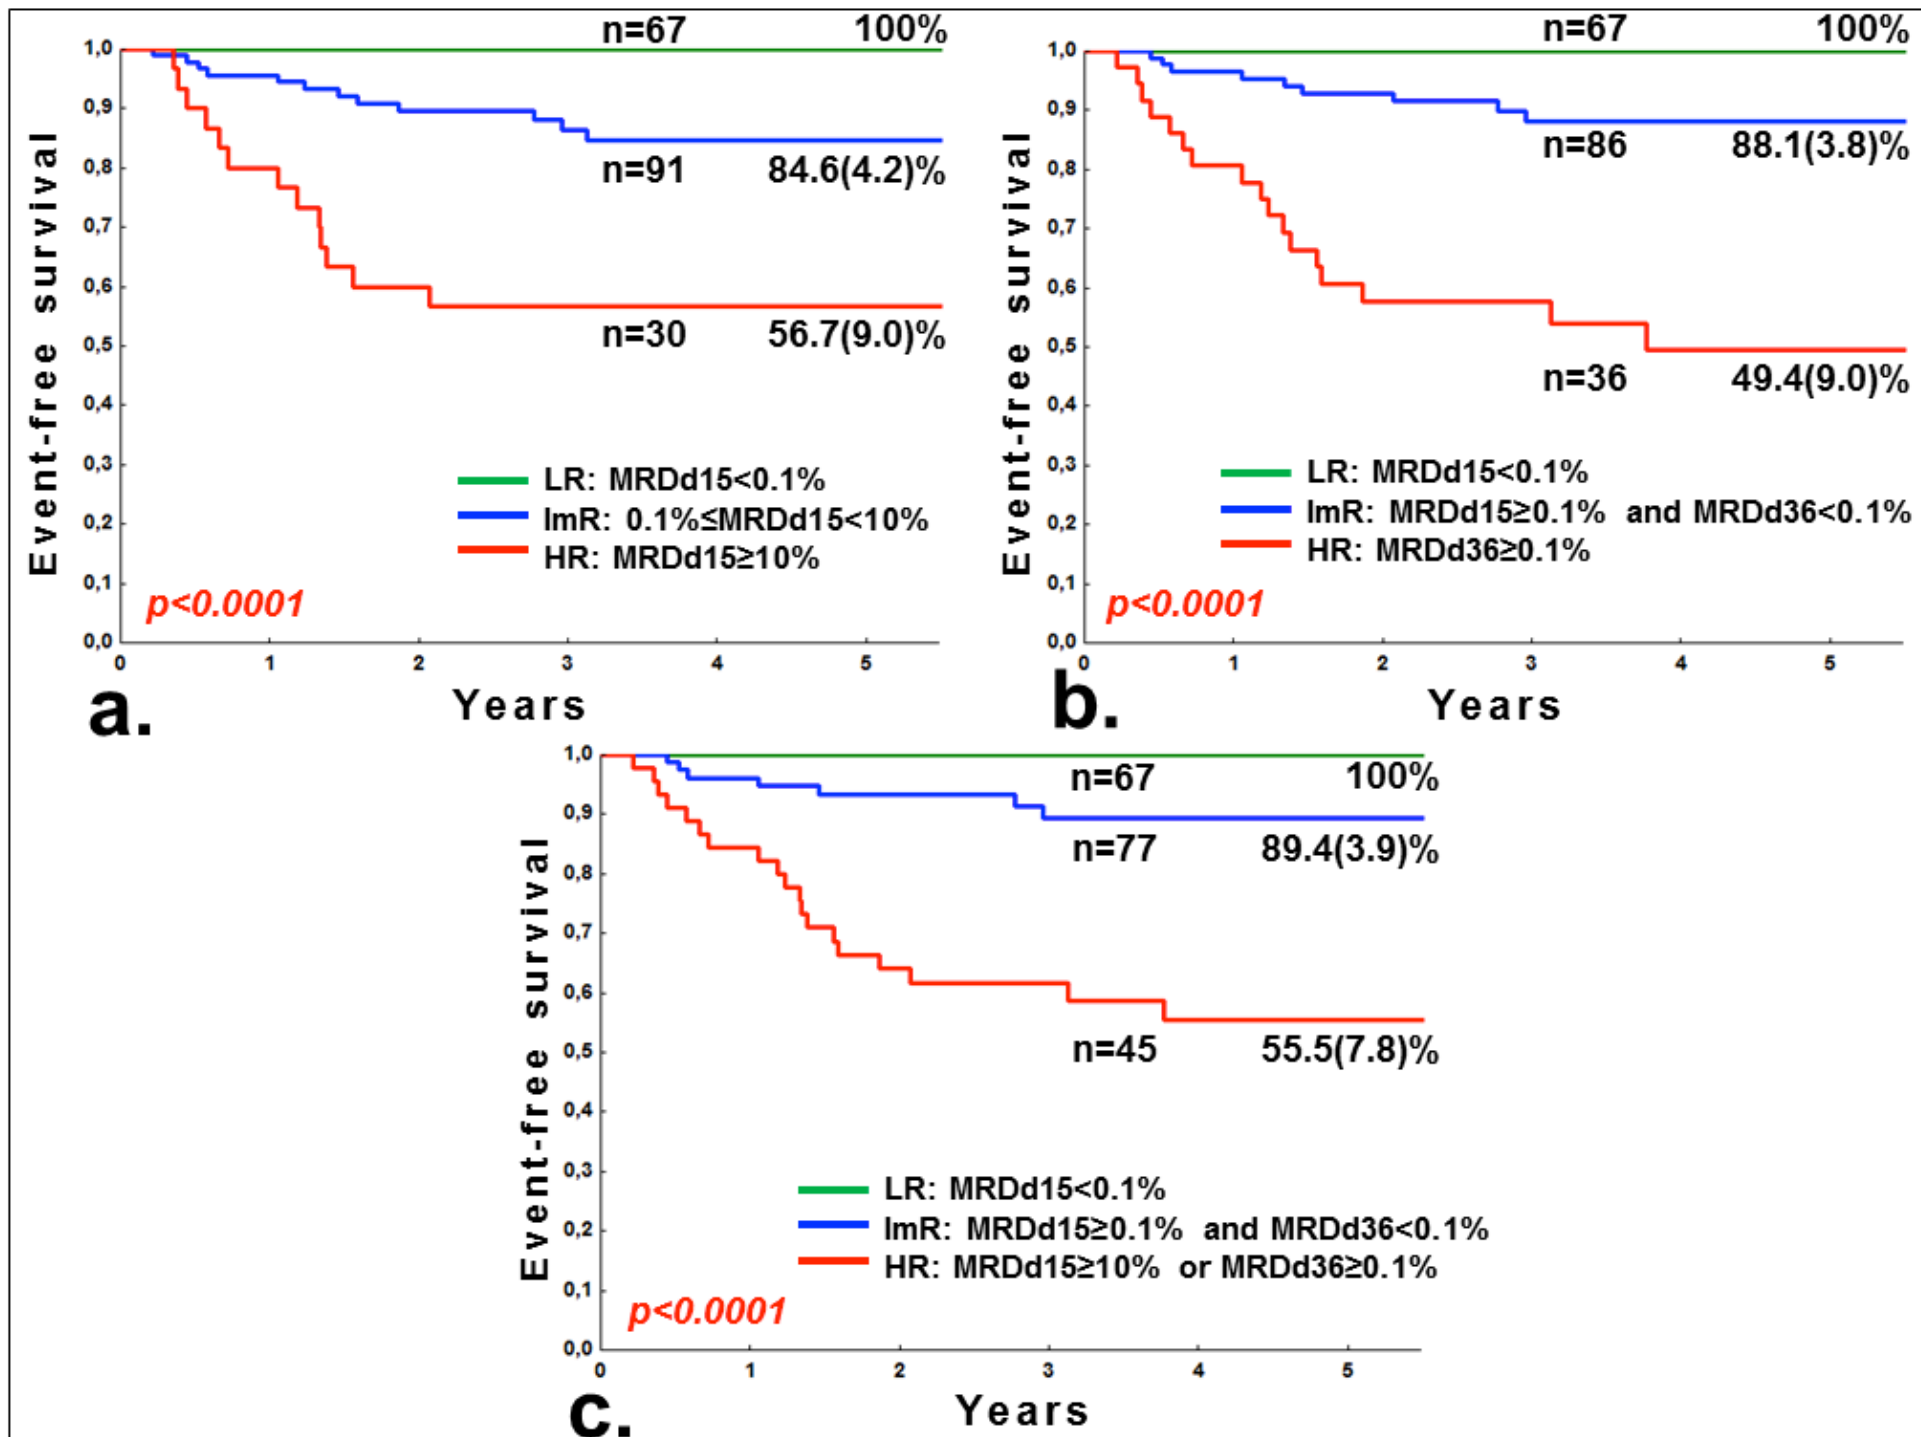 n=67 100%
1,0
0,9
0,8
0,7
0,6
0,5
0,4
0,3
0,2
0,1
0,0
Event-free survival
n=91 84.6(4.2)%
n=30 56.7(9.0)%
LR: MRDd15<0.1%
ImR: 0.1%≤MRDd15<10%
HR: MRDd15≥10%
p<0.0001
0 1 2 3 4 5
a. Years
n=67 100%
1,0
0,9
0,8
0,7
0,6
0,5
0,4
0,3
0,2
0,1
0,0
Event-free survival
n=86 88.1(3.8)%
n=36 49.4(9.0)%
LR: MRDd15<0.1%
ImR: MRDd15≥0.1% and MRDd36<0.1%
HR: MRDd36≥0.1%
p<0.0001
0 1 2 3 4 5
b. Years
1,0
0,9
0,8
0,7
0,6
0,5
0,4
0,3
0,2
0,1
0,0
Event-free survival
n=67 100%
n=77 89.4(3.9)%
n=45 55.5(7.8)%
LR: MRDd15<0.1%
ImR: MRDd15≥0.1% and MRDd36<0.1%
HR: MRDd15≥10% or MRDd36≥0.1%
p<0.0001
0 1 2 3 4 5
c. Years